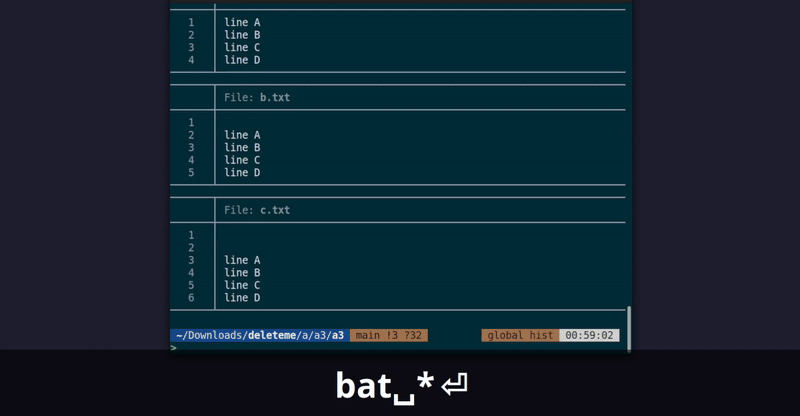 1 line A
2 line B
3 line C
4 line D
File: b.txt
1
2 line A
3 line B
4 line C
5 line D
File: c.txt
1
2
3 line A
4 line B
5 line C
6 line D
~/Downloads/deleteme/a/a3/a3 main !3 ?32 global hist 00:59:02
>
bat␣*⏎